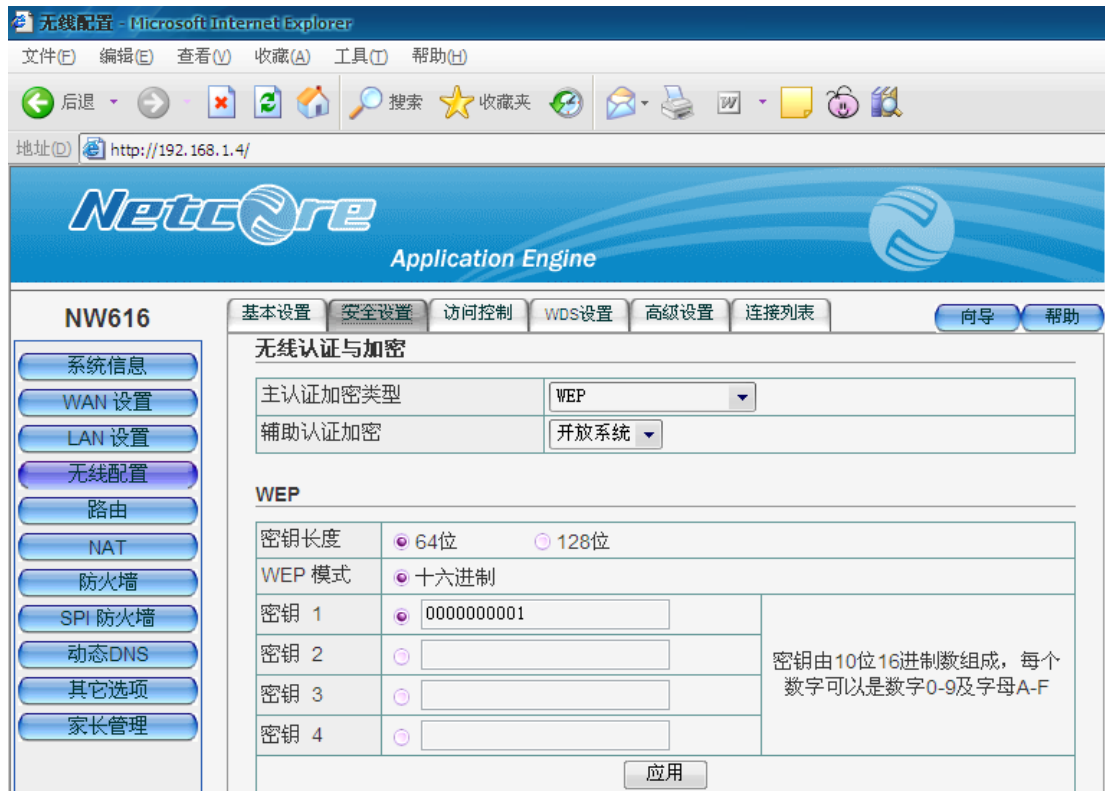 无线配置 - Microsoft Internet Explorer
文件(F) 编辑(E) 查看(V) 收藏(A) 工具(T) 帮助(H)
后退 搜索 收藏夹
地址(D) http://192.168.1.4/
Netcore
Application Engine
NW616
基本设置 安全设置 访问控制 WDS设置 高级设置 连接列表 向导 帮助
系统信息
WAN 设置
LAN 设置
无线配置
路由
NAT
防火墙
SPI 防火墙
动态DNS
其它选项
家长管理
无线认证与加密
主认证加密类型 WEP
辅助认证加密 开放系统
WEP
密钥长度 64位 128位
WEP 模式 十六进制
密钥 1 0000000001
密钥 2
密钥 3
密钥 4
密钥由10位16进制数组成，每个
数字可以是数字0-9及字母A-F
应用